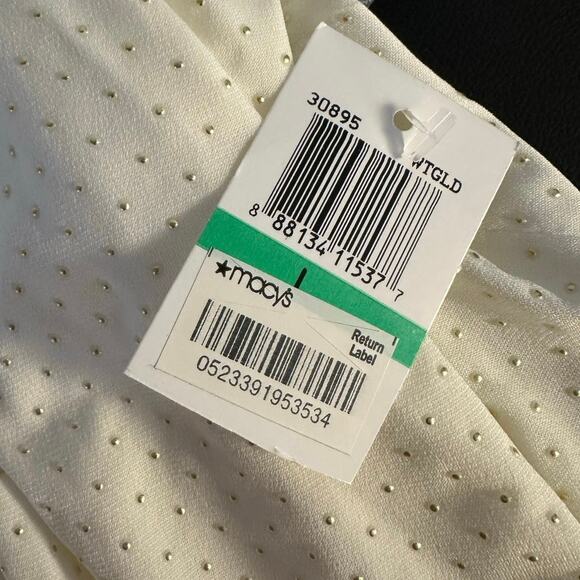 30895
WTGLD
8 88134 11537 7
★macy's
Return
Label
0523391953534